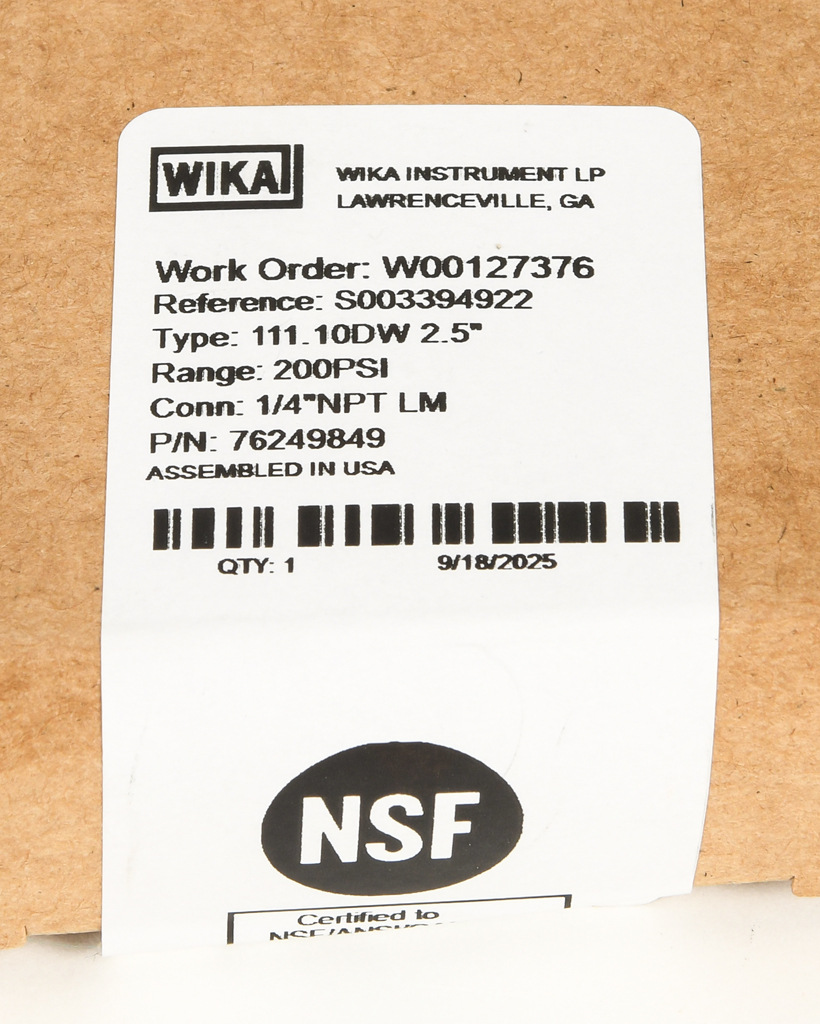 WIKA
WIKA INSTRUMENT LP
LAWRENCEVILLE, GA
Work Order: W00127376
Reference: S003394922
Type: 111.10DW 2.5"
Range: 200PSI
Conn: 1/4"NPT LM
P/N: 76249849
ASSEMBLED IN USA
QTY: 1 9/18/2025
NSF
Certified to